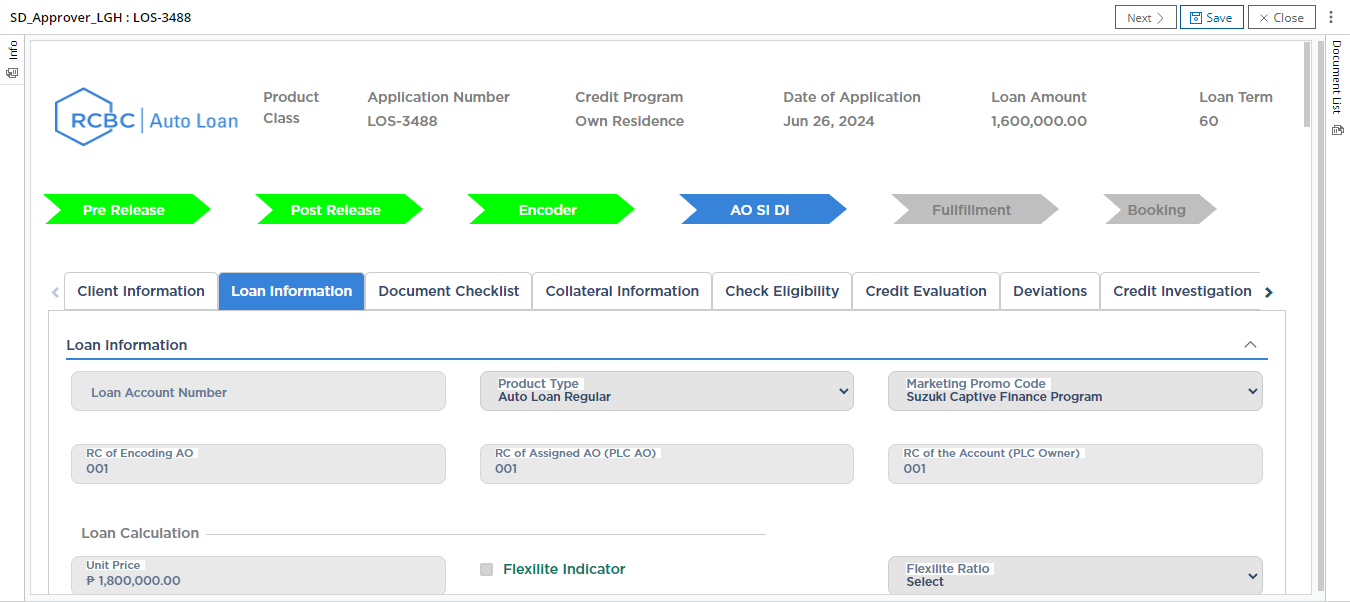 SD_Approver_LGH : LOS-3488
Next
Save
Close
Info
Document List
RCBC | Auto Loan
Product Class
Application Number
LOS-3488
Credit Program
Own Residence
Date of Application
Jun 26, 2024
Loan Amount
1,600,000.00
Loan Term
60
Pre Release
Post Release
Encoder
AO SI DI
Fullfillment
Booking
Client Information
Loan Information
Document Checklist
Collateral Information
Check Eligibility
Credit Evaluation
Deviations
Credit Investigation
Loan Information
Loan Account Number
Product Type
Auto Loan Regular
Marketing Promo Code
Suzuki Captive Finance Program
RC of Encoding AO
001
RC of Assigned AO (PLC AO)
001
RC of the Account (PLC Owner)
001
Loan Calculation
Unit Price
₱ 1,800,000.00
Flexilite Indicator
Flexilite Ratio
Select